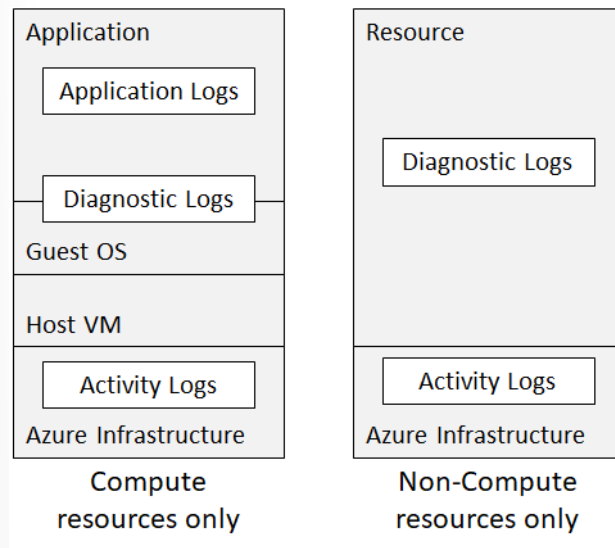 Application
Application Logs
Diagnostic Logs
Guest OS
Host VM
Activity Logs
Azure Infrastructure
Compute
resources only
Resource
Diagnostic Logs
Activity Logs
Azure Infrastructure
Non-Compute
resources only